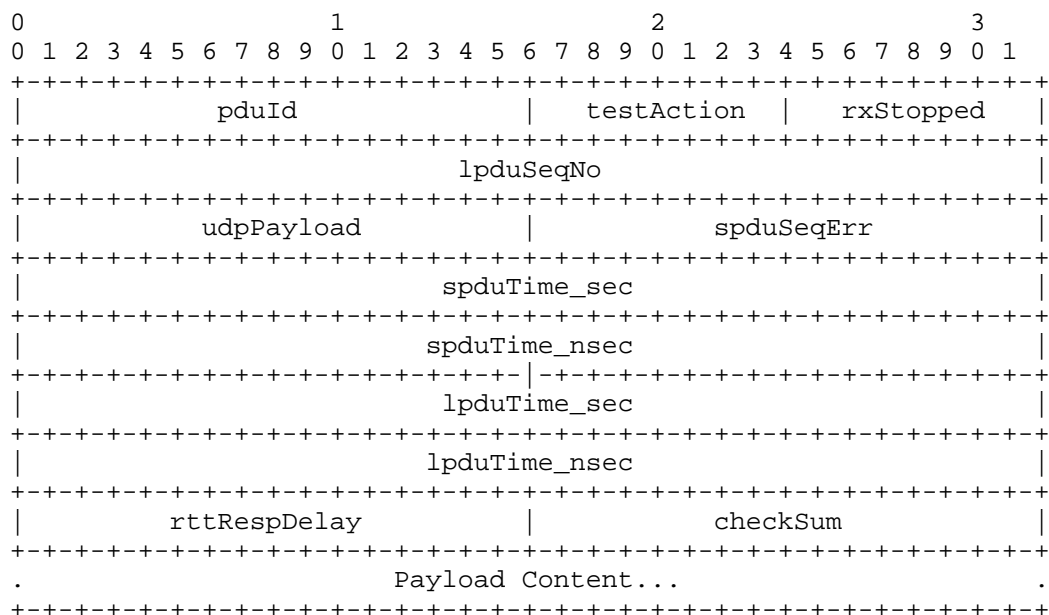 0                   1                   2                   3
0 1 2 3 4 5 6 7 8 9 0 1 2 3 4 5 6 7 8 9 0 1 2 3 4 5 6 7 8 9 0 1
+-+-+-+-+-+-+-+-+-+-+-+-+-+-+-+-+-+-+-+-+-+-+-+-+-+-+-+-+-+-+-+-+
|            pduId              |   testAction  |   rxStopped   |
+-+-+-+-+-+-+-+-+-+-+-+-+-+-+-+-+-+-+-+-+-+-+-+-+-+-+-+-+-+-+-+-+
|                           lpduSeqNo                           |
+-+-+-+-+-+-+-+-+-+-+-+-+-+-+-+-+-+-+-+-+-+-+-+-+-+-+-+-+-+-+-+-+
|           udpPayload          |           spduSeqErr          |
+-+-+-+-+-+-+-+-+-+-+-+-+-+-+-+-+-+-+-+-+-+-+-+-+-+-+-+-+-+-+-+-+
|                          spduTime_sec                         |
+-+-+-+-+-+-+-+-+-+-+-+-+-+-+-+-+-+-+-+-+-+-+-+-+-+-+-+-+-+-+-+-+
|                         spduTime_nsec                         |
+-+-+-+-+-+-+-+-+-+-+-+-+-+-+-+-|-+-+-+-+-+-+-+-+-+-+-+-+-+-+-+-+
|                          lpduTime_sec                         |
+-+-+-+-+-+-+-+-+-+-+-+-+-+-+-+-+-+-+-+-+-+-+-+-+-+-+-+-+-+-+-+-+
|                         lpduTime_nsec                         |
+-+-+-+-+-+-+-+-+-+-+-+-+-+-+-+-+-+-+-+-+-+-+-+-+-+-+-+-+-+-+-+-+
|         rttRespDelay          |           checkSum            |
+-+-+-+-+-+-+-+-+-+-+-+-+-+-+-+-+-+-+-+-+-+-+-+-+-+-+-+-+-+-+-+-+
.                       Payload Content...                      .
+-+-+-+-+-+-+-+-+-+-+-+-+-+-+-+-+-+-+-+-+-+-+-+-+-+-+-+-+-+-+-+-+